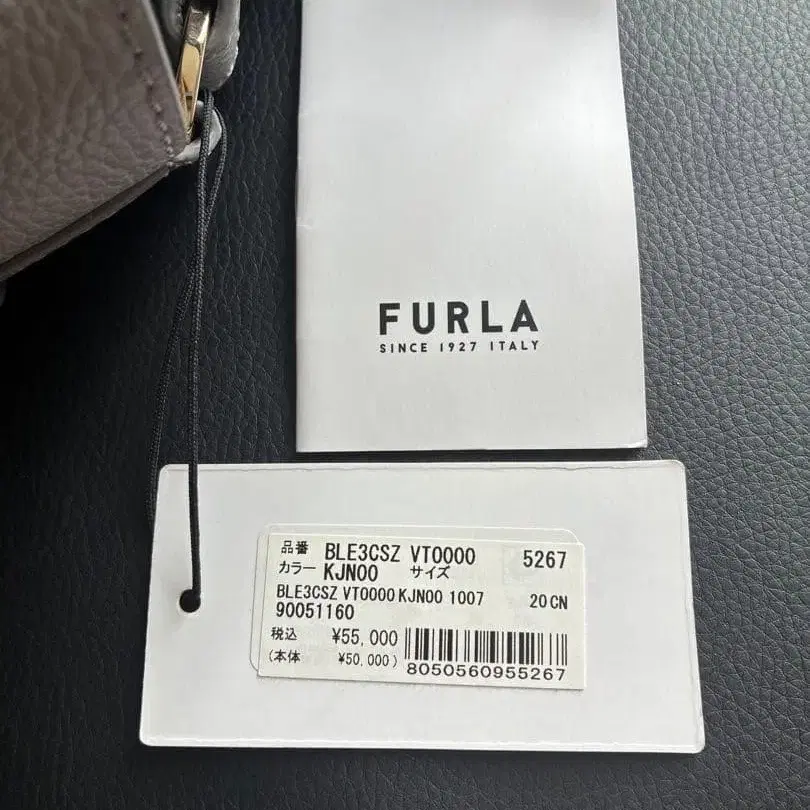 FURLA
SINCE 1927 ITALY
品番 BLE3CSZ VT0000 5267
カラー KJN00 サイズ
BLE3CSZ VT0000 KJN00 1007 20CN
90051160
税込 ¥55,000
(本体 ¥50,000)
8050560955267